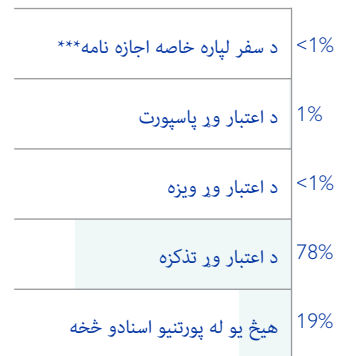 د سفر لپاره خاصه اجازه نامه*** <1%
د اعتبار وړ پاسپورت 1%
د اعتبار وړ ویزه <1%
د اعتبار وړ تذکره 78%
هیڅ یو له پورتنیو اسنادو څخه 19%